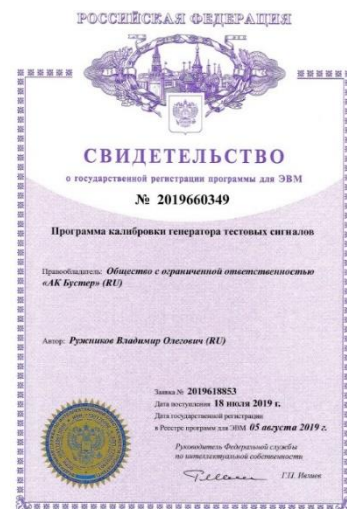 РОССИЙСКАЯ ФЕДЕРАЦИЯ
СВИДЕТЕЛЬСТВО
о государственной регистрации программы для ЭВМ
№ 2019660349
Программа калибровки генератора тестовых сигналов
Правообладатель: Общество с ограниченной ответственностью
«АК Бустер» (RU)
Автор: Ружников Владимир Олегович (RU)
Заявка № 2019618853
Дата поступления 18 июля 2019 г.
Дата государственной регистрации
в Реестре программ для ЭВМ 05 августа 2019 г.
Руководитель Федеральной службы
по интеллектуальной собственности
Г.П. Ивлиев